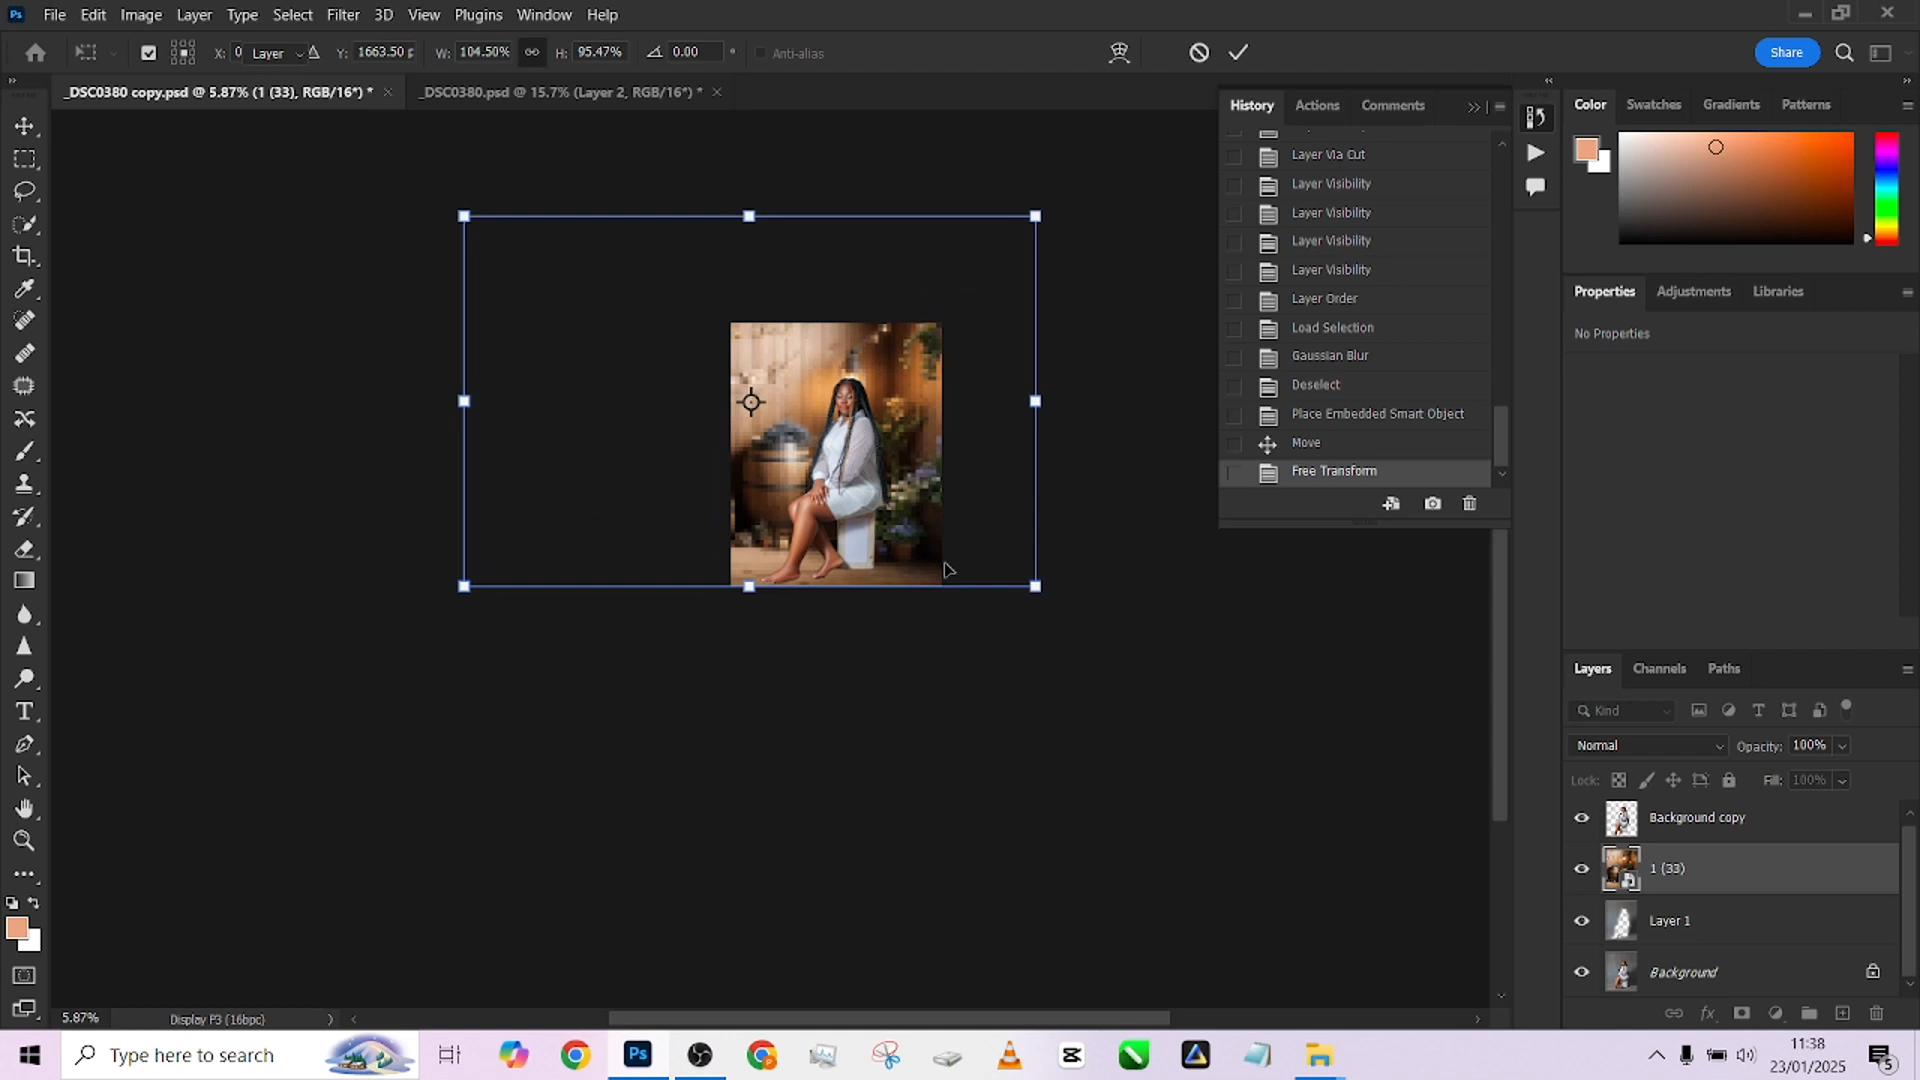 Ps File Edit Image Layer Type Select Filter 3D View Plugins Window Help
X: 0 Layer Y: 1663.50 p W: 104.50% H: 95.47% 0.00 ° Anti-alias Share
_DSC0380 copy.psd @ 5.87% (1 (33), RGB/16*) * × _DSC0380.psd @ 15.7% (Layer 2, RGB/16*) * ×
History Actions Comments
Layer Via Cut
Layer Visibility
Layer Visibility
Layer Visibility
Layer Visibility
Layer Order
Load Selection
Gaussian Blur
Deselect
Place Embedded Smart Object
Move
Free Transform
Color Swatches Gradients Patterns
Properties Adjustments Libraries
No Properties
Layers Channels Paths
Kind
Normal Opacity: 100%
Lock: Fill: 100%
Background copy
1 (33)
Layer 1
Background
5.87% Display P3 (16bpc)
Type here to search
Ps
11:38
23/01/2025
5